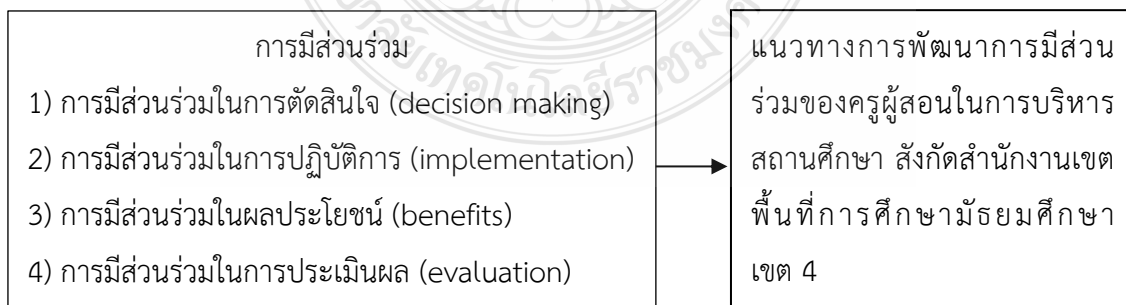 การมีส่วนร่วม
1) การมีส่วนร่วมในการตัดสินใจ (decision making)
2) การมีส่วนร่วมในการปฏิบัติการ (implementation)
3) การมีส่วนร่วมในผลประโยชน์ (benefits)
4) การมีส่วนร่วมในการประเมินผล (evaluation)
แนวทางการพัฒนาการมีส่วน
ร่วมของครูผู้สอนในการบริหาร
สถานศึกษา สังกัดสำนักงานเขต
พื้นที่การศึกษามัธยมศึกษา
เขต 4